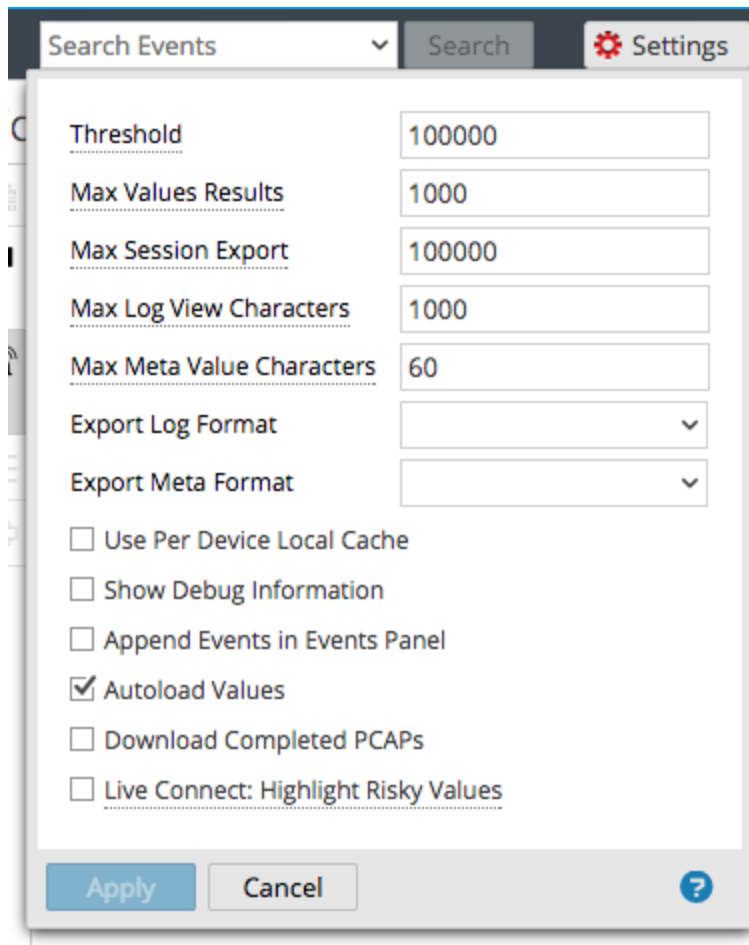 Search Events Search Settings
Threshold 100000
Max Values Results 1000
Max Session Export 100000
Max Log View Characters 1000
Max Meta Value Characters 60
Export Log Format
Export Meta Format
Use Per Device Local Cache
Show Debug Information
Append Events in Events Panel
Autoload Values
Download Completed PCAPs
Live Connect: Highlight Risky Values
Apply Cancel ?